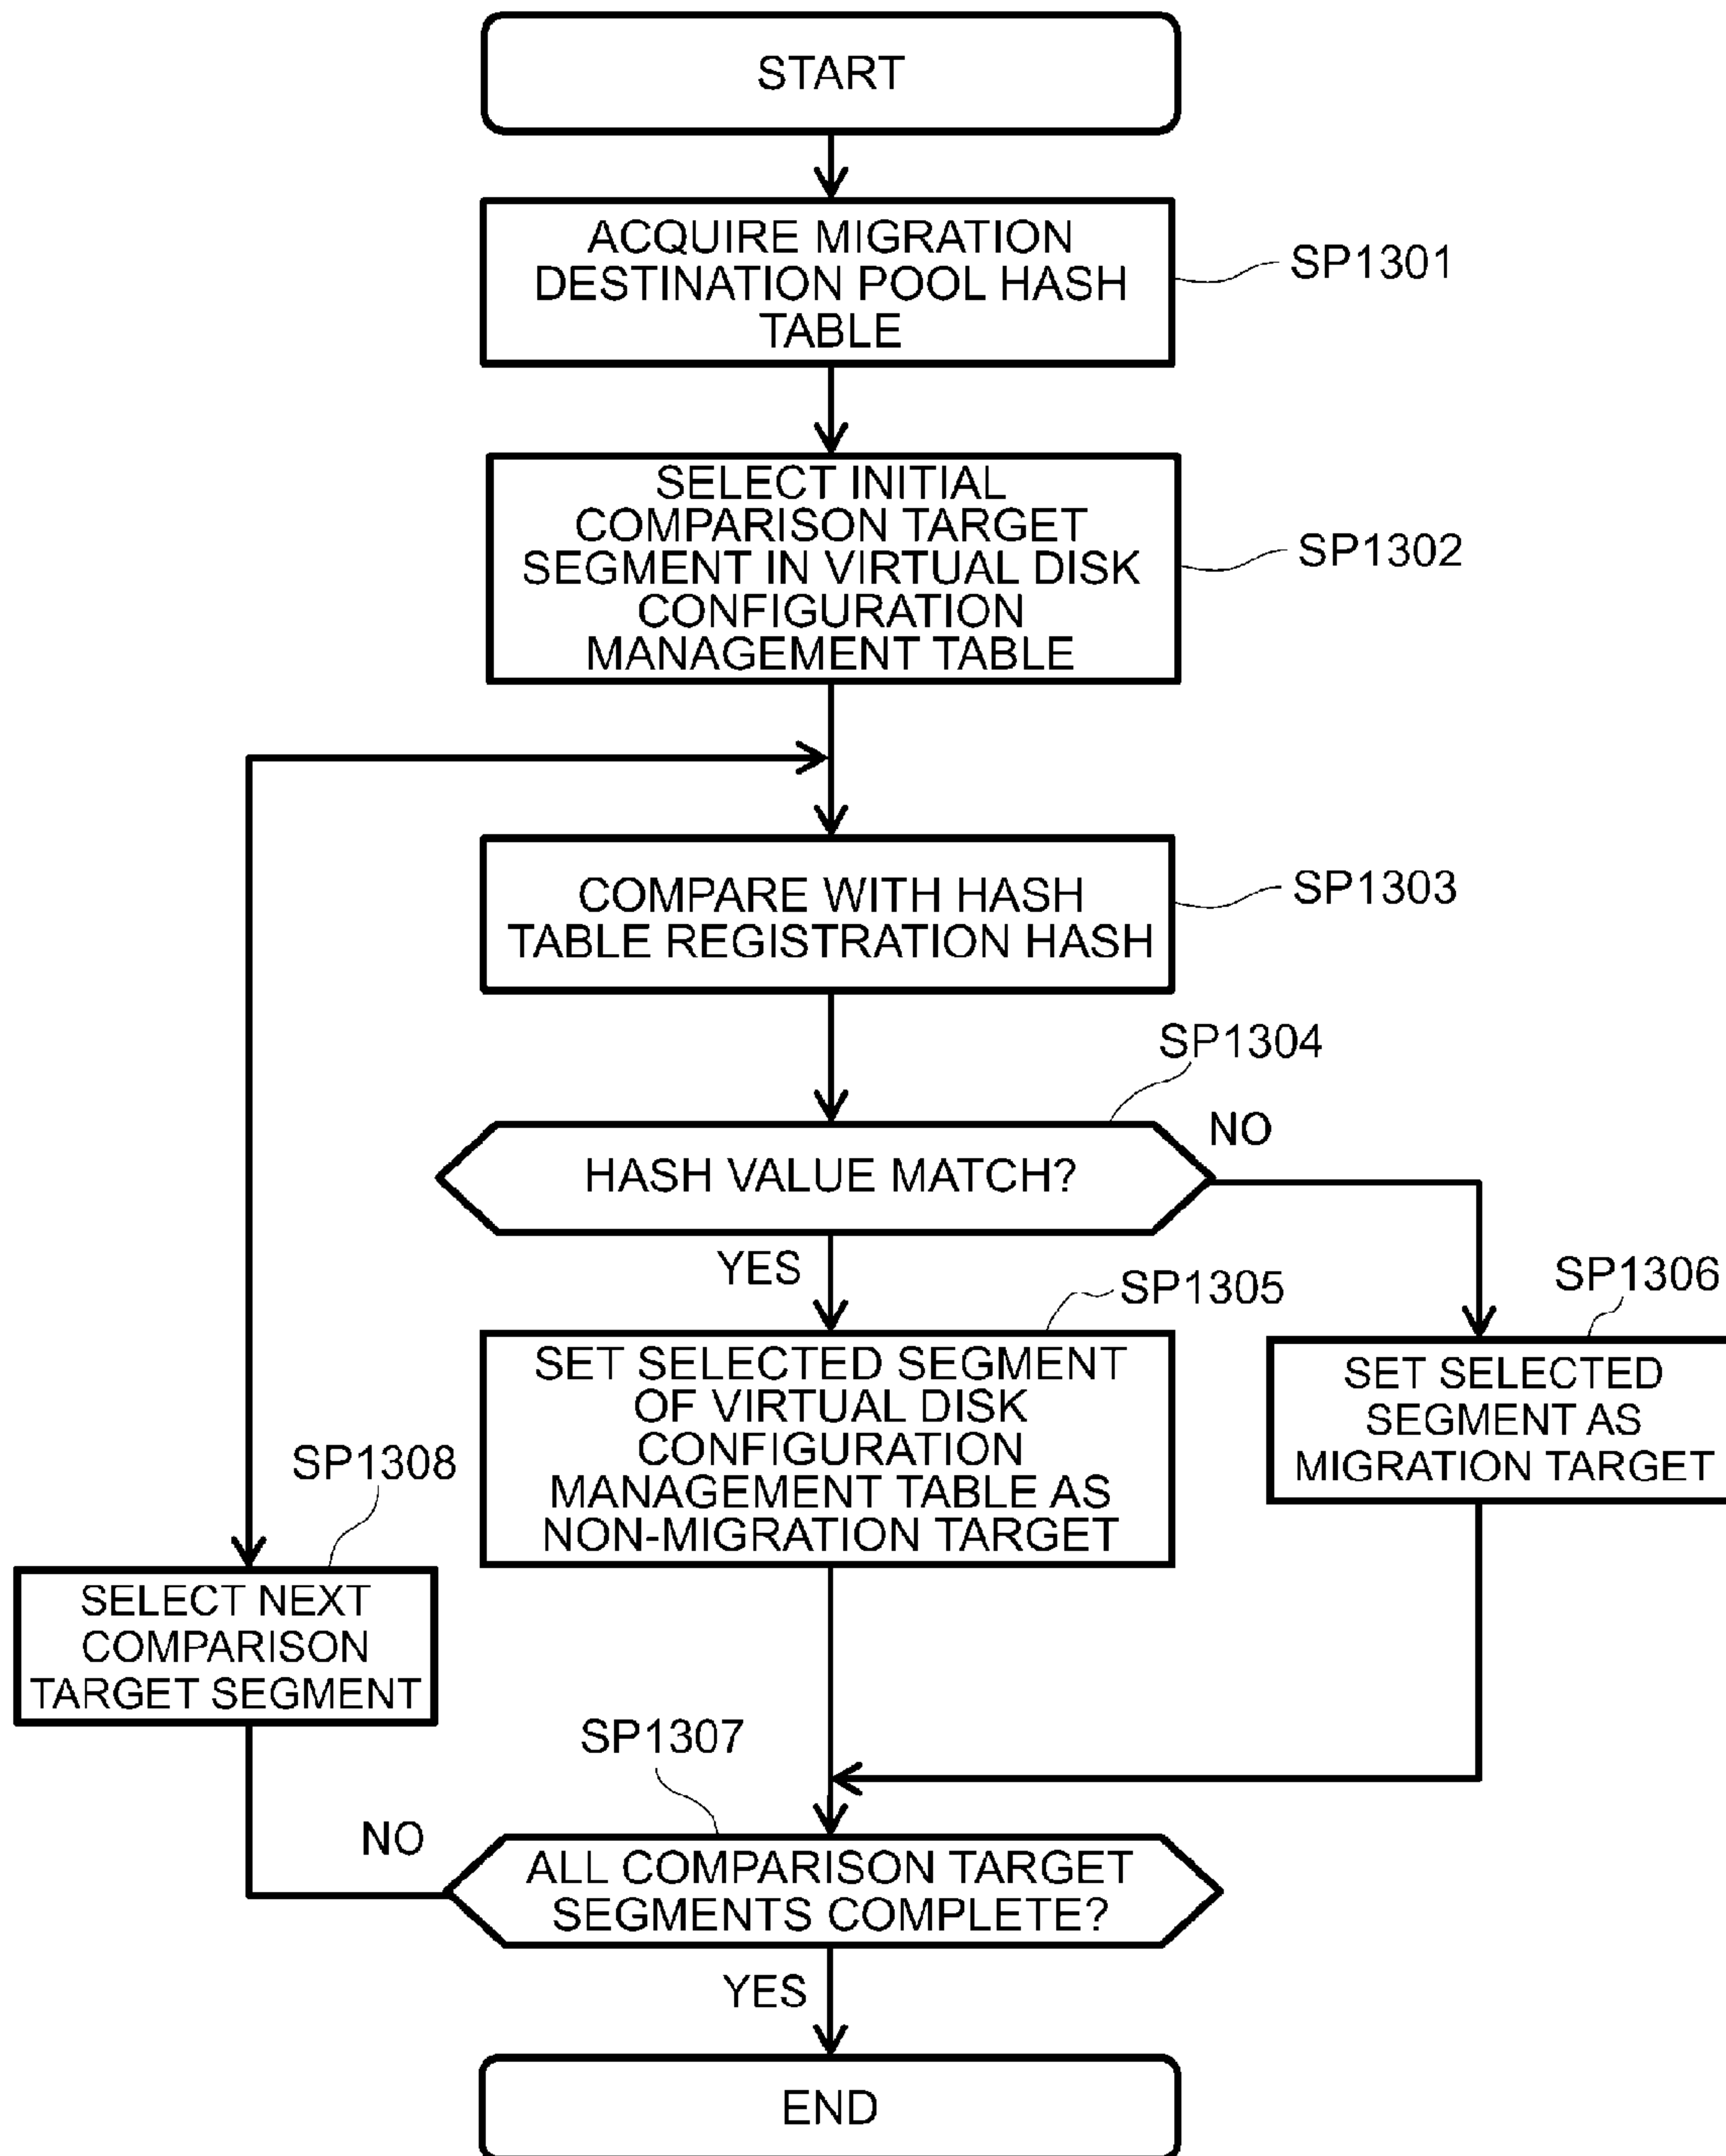 START
ACQUIRE MIGRATION
DESTINATION POOL HASH
TABLE
SP1301
SELECT INITIAL
COMPARISON TARGET
SEGMENT IN VIRTUAL DISK
CONFIGURATION
MANAGEMENT TABLE
SP1302
COMPARE WITH HASH
TABLE REGISTRATION HASH
SP1303
SP1304
HASH VALUE MATCH?
NO
YES
SP1305
SET SELECTED SEGMENT
OF VIRTUAL DISK
CONFIGURATION
MANAGEMENT TABLE AS
NON-MIGRATION TARGET
SP1306
SET SELECTED
SEGMENT AS
MIGRATION TARGET
SP1308
SELECT NEXT
COMPARISON
TARGET SEGMENT
SP1307
NO
ALL COMPARISON TARGET
SEGMENTS COMPLETE?
YES
END